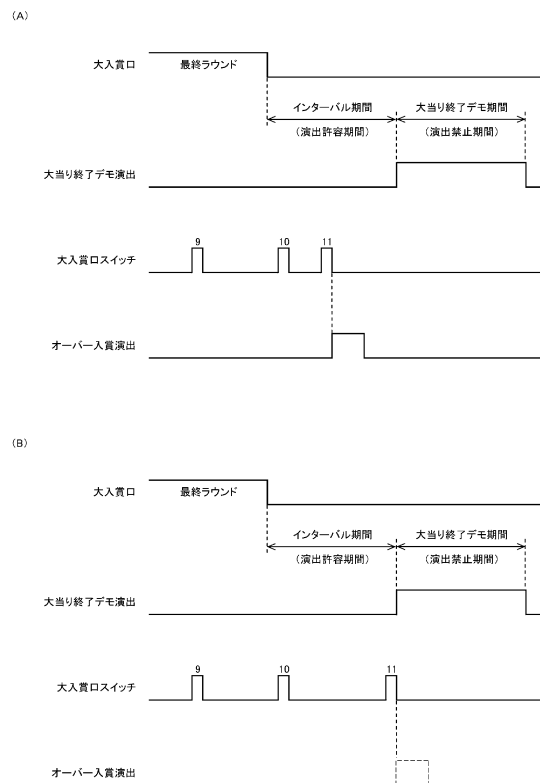 (A)
大入賞口
最終ラウンド
インターバル期間
大当り終了デモ期間
(演出許容期間)
(演出禁止期間)
大当り終了デモ演出
9
10
11
大入賞口スイッチ
オーバー入賞演出
(B)
大入賞口
最終ラウンド
インターバル期間
大当り終了デモ期間
(演出許容期間)
(演出禁止期間)
大当り終了デモ演出
9
10
11
大入賞口スイッチ
オーバー入賞演出